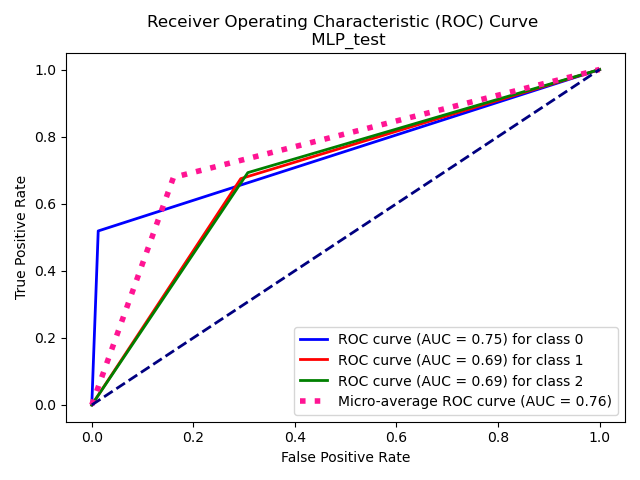 Receiver Operating Characteristic (ROC) Curve
MLP_test
True Positive Rate
1.0
0.8
0.6
0.4
0.2
0.0
ROC curve (AUC = 0.75) for class 0
ROC curve (AUC = 0.69) for class 1
ROC curve (AUC = 0.69) for class 2
Micro-average ROC curve (AUC = 0.76)
0.0 0.2 0.4 0.6 0.8 1.0
False Positive Rate